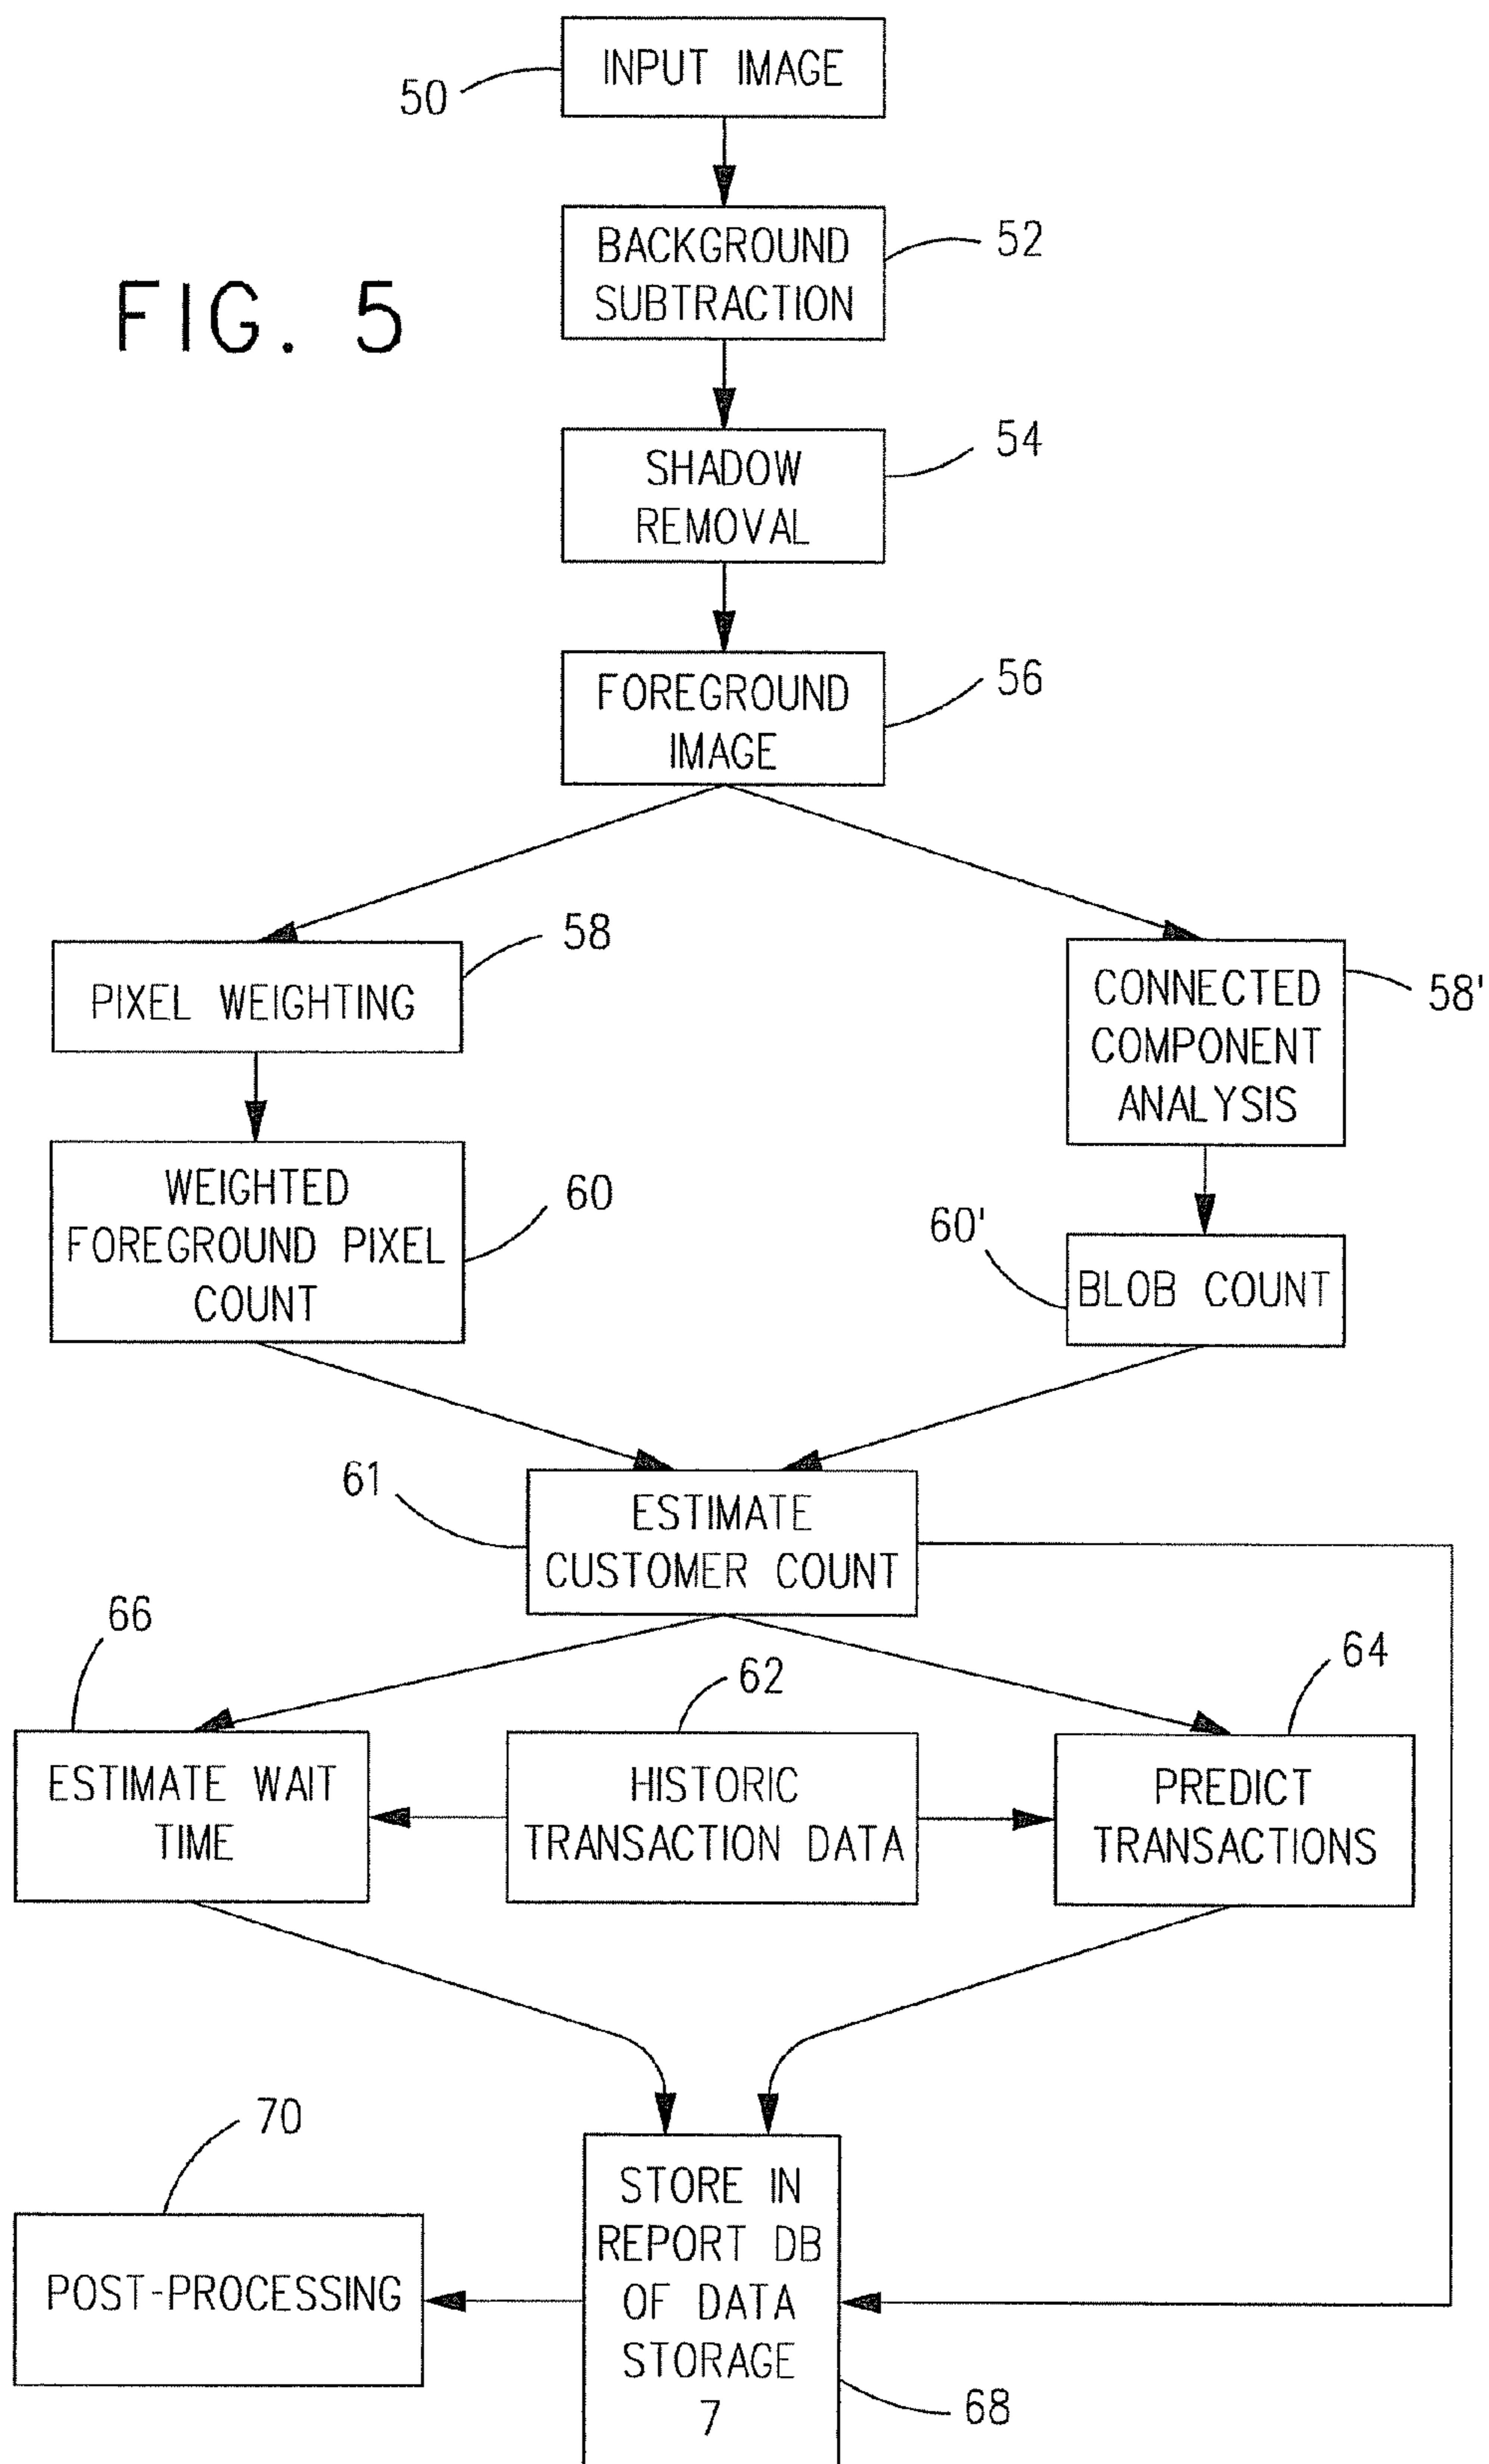 INPUT IMAGE
50
BACKGROUND
SUBTRACTION
52
FIG. 5
SHADOW
REMOVAL
54
FOREGROUND
IMAGE
56
PIXEL WEIGHTING
58
CONNECTED
COMPONENT
ANALYSIS
58'
WEIGHTED
FOREGROUND PIXEL
COUNT
60
60'
BLOB COUNT
61
ESTIMATE
CUSTOMER COUNT
66
62
64
ESTIMATE WAIT
TIME
HISTORIC
TRANSACTION DATA
PREDICT
TRANSACTIONS
70
POST-PROCESSING
STORE IN
REPORT DB
OF DATA
STORAGE
7
68